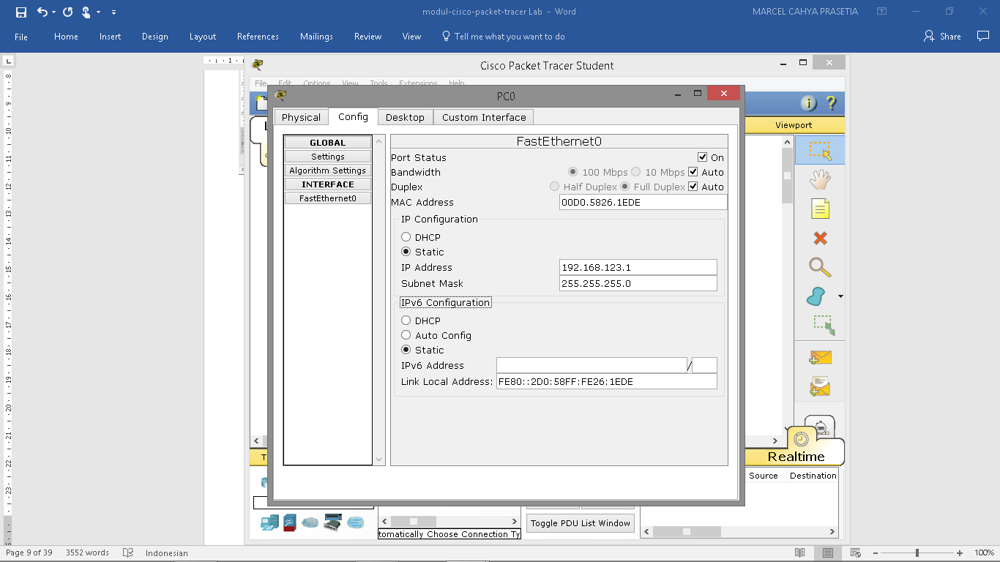 modul-cisco-packet-tracer Lab - Word
MARCEL CAHYA PRASETIA
File Home Insert Design Layout References Mailings Review View Tell me what you want to do Share
Cisco Packet Tracer Student
File Edit Options View Tools Extensions Help
PC0
Physical Config Desktop Custom Interface
Viewport
GLOBAL
Settings
Algorithm Settings
INTERFACE
FastEthernet0
FastEthernet0
Port Status On
Bandwidth 100 Mbps 10 Mbps Auto
Duplex Half Duplex Full Duplex Auto
MAC Address 00D0.5826.1EDE
IP Configuration
DHCP
Static
IP Address 192.168.123.1
Subnet Mask 255.255.255.0
IPv6 Configuration
DHCP
Auto Config
Static
IPv6 Address /
Link Local Address: FE80::2D0:58FF:FE26:1EDE
Realtime
Source Destination
Toggle PDU List Window
tomatically Choose Connection Ty
Page 9 of 39 3552 words Indonesian 100%